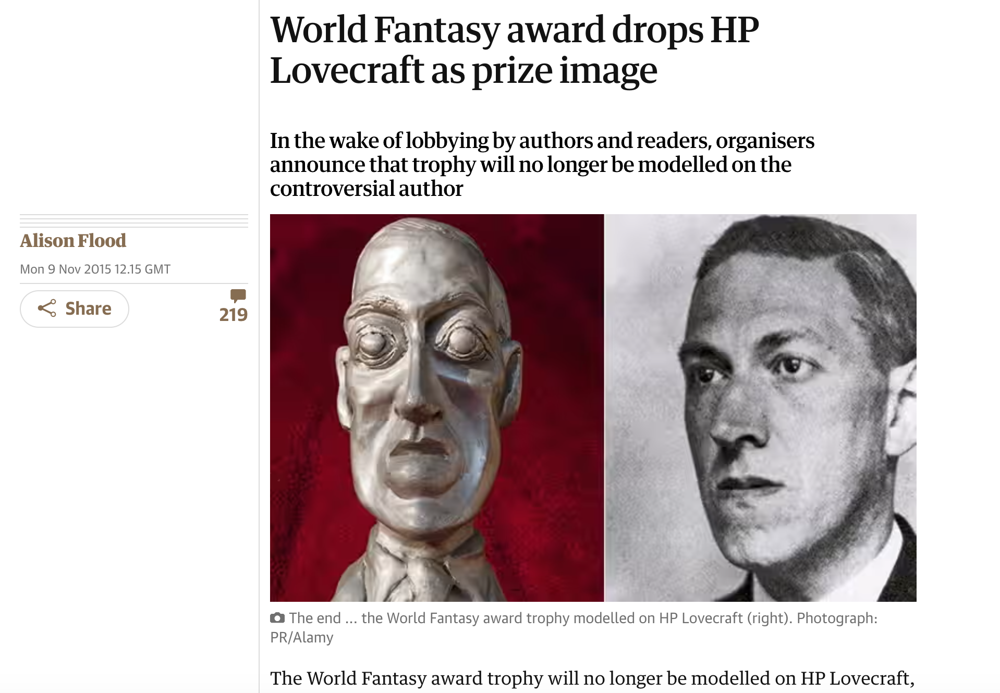 World Fantasy award drops HP
Lovecraft as prize image
In the wake of lobbying by authors and readers, organisers
announce that trophy will no longer be modelled on the
controversial author
Alison Flood
Mon 9 Nov 2015 12.15 GMT
Share
219
The end … the World Fantasy award trophy modelled on HP Lovecraft (right). Photograph:
PR/Alamy
The World Fantasy award trophy will no longer be modelled on HP Lovecraft,